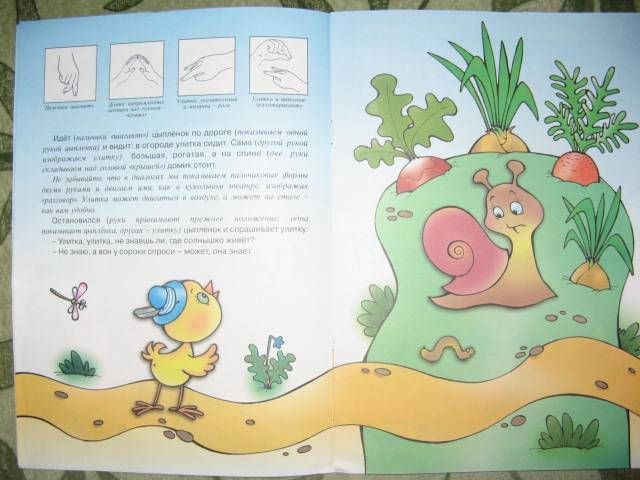 Пальчики «шагают»
Домик направленные
ладони над головой –
«крыша»
Улитка указательный
и мизинец – рога
Улитка и цыпленок
«разговаривают»
Идёт (пальчики «шагают») цыплёнок по дороге (показываем одной
рукой цыплёнка) и видит: в огороде улитка сидит. Сама (другой рукой
изображаем улитку) большая, рогатая, а на спине (две руки
складываем над головой «крышей») домик стоит.
Не забывайте, что в диалогах мы показываем пальчиковые формы
двумя руками и двигаем ими, как в кукольном театре, изображая
«разговор». Улитка может двигаться в воздухе, а может на столе –
как вам удобно.
Остановился (руки принимают прежнее положение: одна
показывает цыплёнка, другая – улитку) цыплёнок и спрашивает улитку:
– Улитка, улитка, не знаешь ли, где солнышко живёт?
– Не знаю, а вон у сороки спроси – может, она знает.